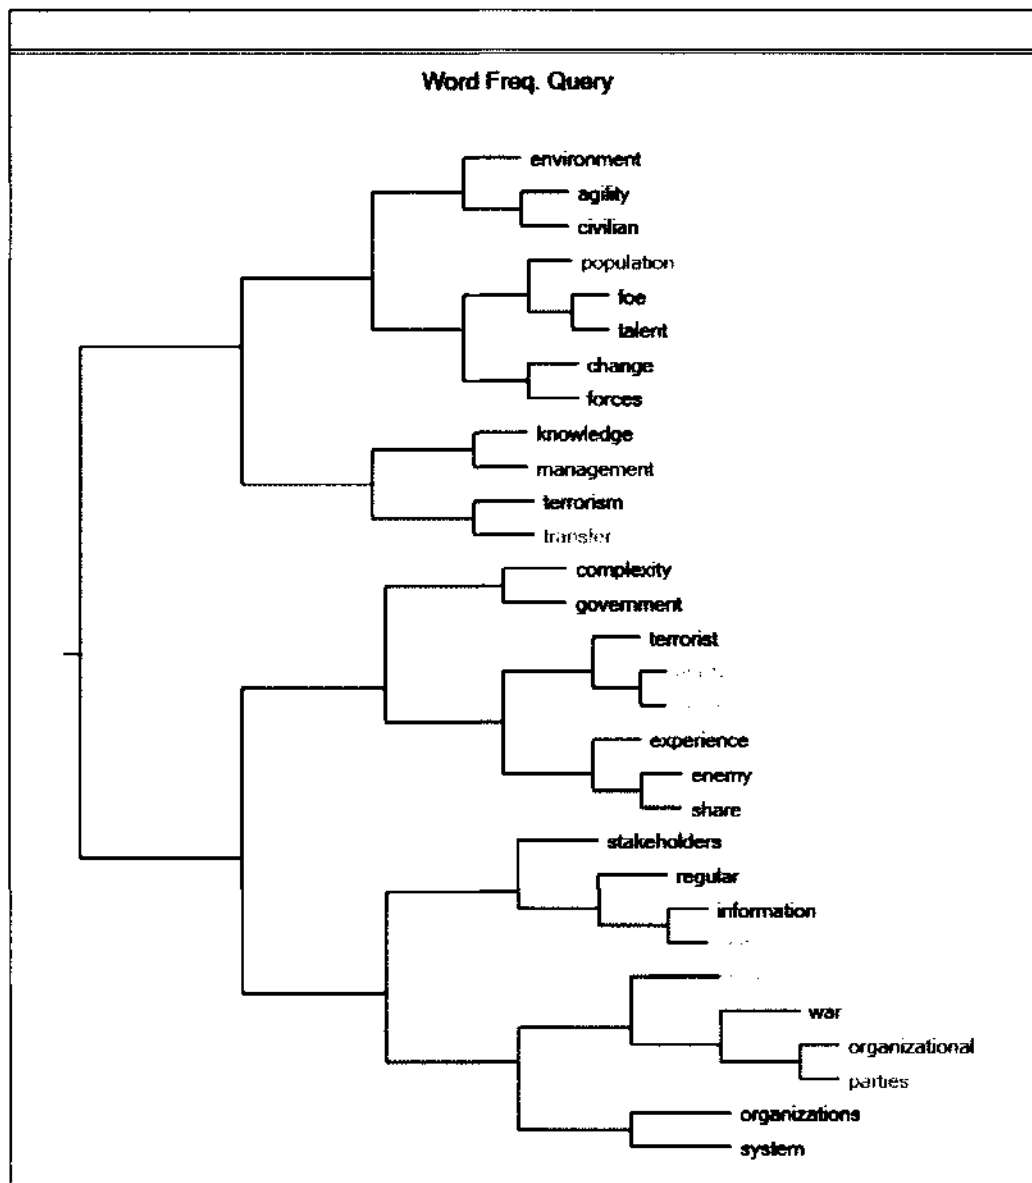 Word Freq. Query
environment
agility
civilian
population
foe
talent
change
forces
knowledge
management
terrorism
transfer
complexity
government
terrorist
experience
enemy
share
stakeholders
regular
information
war
organizational
parties
organizations
system